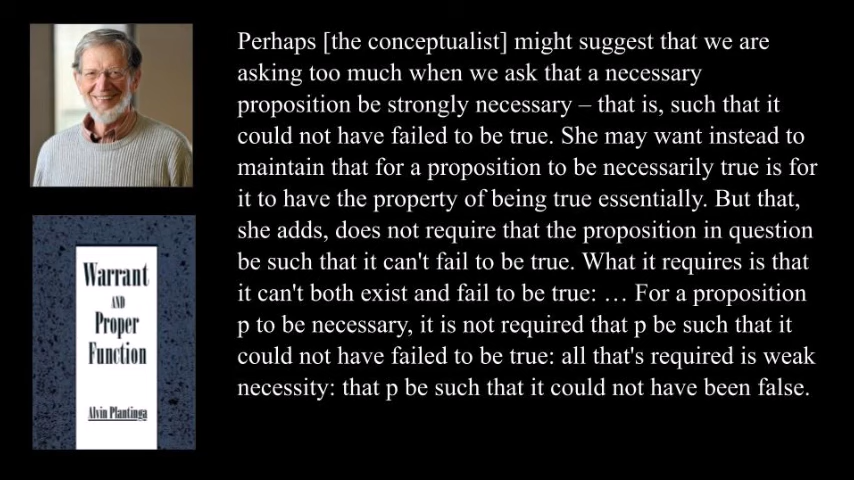 Perhaps [the conceptualist] might suggest that we are
asking too much when we ask that a necessary
proposition be strongly necessary – that is, such that it
could not have failed to be true. She may want instead to
maintain that for a proposition to be necessarily true is for
it to have the property of being true essentially. But that,
she adds, does not require that the proposition in question
be such that it can't fail to be true. What it requires is that
it can't both exist and fail to be true: … For a proposition
p to be necessary, it is not required that p be such that it
could not have failed to be true: all that's required is weak
necessity: that p be such that it could not have been false.
Warrant
AND
Proper
Function
Alvin Plantinga